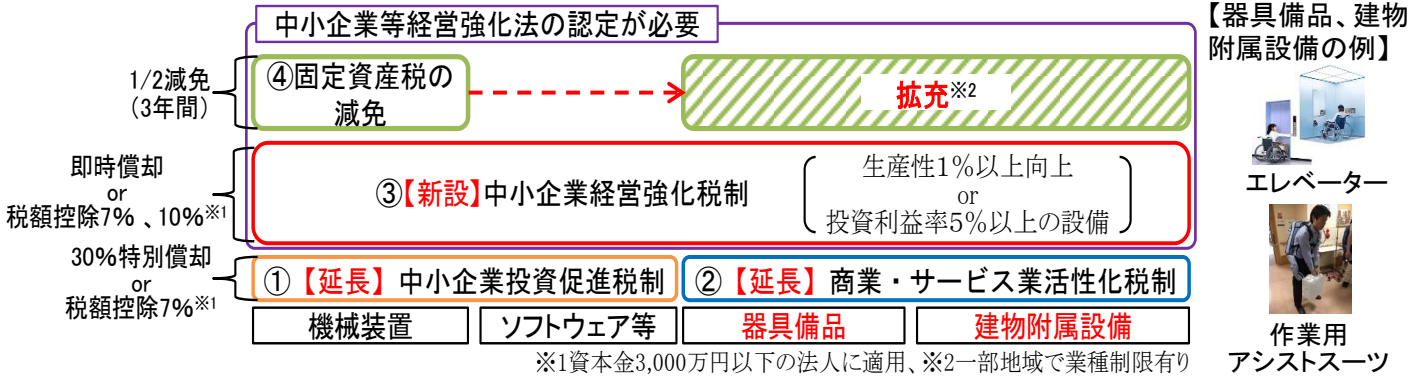 中小企業等経営強化法の認定が必要
1/2減免
(3年間)
④固定資産税の
減免
拡充※2
即時償却
or
税額控除7%、10%※1
③【新設】中小企業経営強化税制
生産性1%以上向上
or
投資利益率5%以上の設備
30%特別償却
or
税額控除7%※1
①【延長】中小企業投資促進税制
②【延長】商業・サービス業活性化税制
機械装置
ソフトウェア等
器具備品
建物附属設備
※1資本金3,000万円以下の法人に適用、※2一部地域で業種制限有り
【器具備品、建物
附属設備の例】
エレベーター
作業用
アシストスーツ